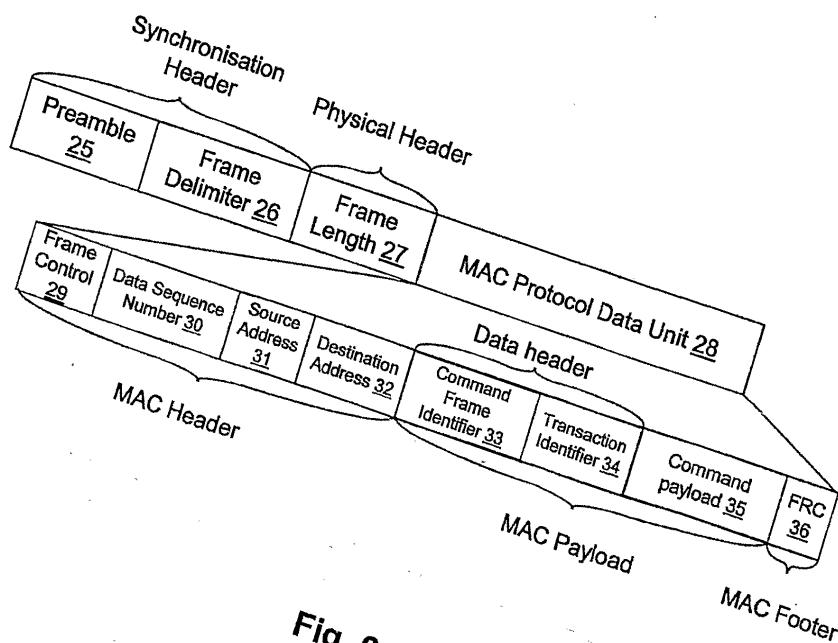 Synchronisation
Header
Physical Header
Preamble
25
Frame
Delimiter 26
Frame
Length 27
MAC Protocol Data Unit 28
Frame
Control
29
Data Sequence
Number 30
Source
Address
31
Destination
Address 32
Data header
Command
Frame
Identifier 33
Transaction
Identifier 34
Command
payload 35
FRC
36
MAC Header
MAC Payload
MAC Footer
Fig.